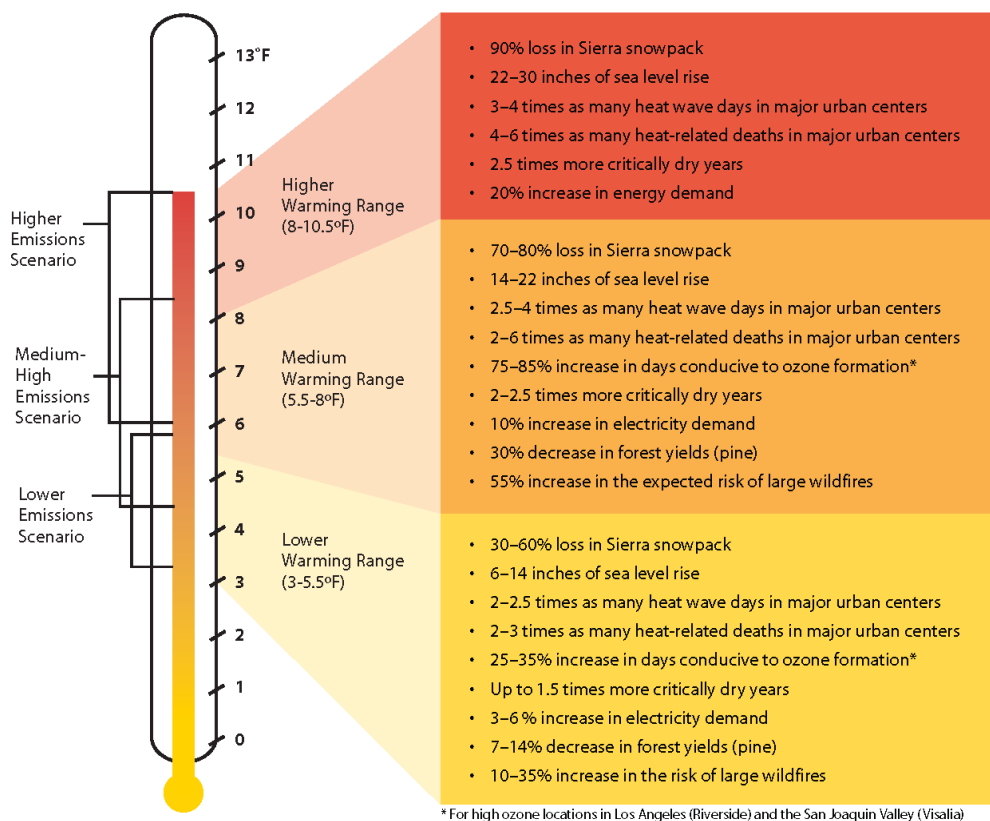 13°F
12
11
10
9
8
7
6
5
4
3
2
1
0
Higher
Emissions
Scenario
Medium-
High
Emissions
Scenario
Lower
Emissions
Scenario
Higher
Warming Range
(8-10.5ºF)
Medium
Warming Range
(5.5-8ºF)
Lower
Warming Range
(3-5.5ºF)
• 90% loss in Sierra snowpack
• 22–30 inches of sea level rise
• 3–4 times as many heat wave days in major urban centers
• 4–6 times as many heat-related deaths in major urban centers
• 2.5 times more critically dry years
• 20% increase in energy demand
• 70–80% loss in Sierra snowpack
• 14–22 inches of sea level rise
• 2.5–4 times as many heat wave days in major urban centers
• 2–6 times as many heat-related deaths in major urban centers
• 75–85% increase in days conducive to ozone formation*
• 2–2.5 times more critically dry years
• 10% increase in electricity demand
• 30% decrease in forest yields (pine)
• 55% increase in the expected risk of large wildfires
• 30–60% loss in Sierra snowpack
• 6–14 inches of sea level rise
• 2–2.5 times as many heat wave days in major urban centers
• 2–3 times as many heat-related deaths in major urban centers
• 25–35% increase in days conducive to ozone formation*
• Up to 1.5 times more critically dry years
• 3–6 % increase in electricity demand
• 7–14% decrease in forest yields (pine)
• 10–35% increase in the risk of large wildfires
* For high ozone locations in Los Angeles (Riverside) and the San Joaquin Valley (Visalia)